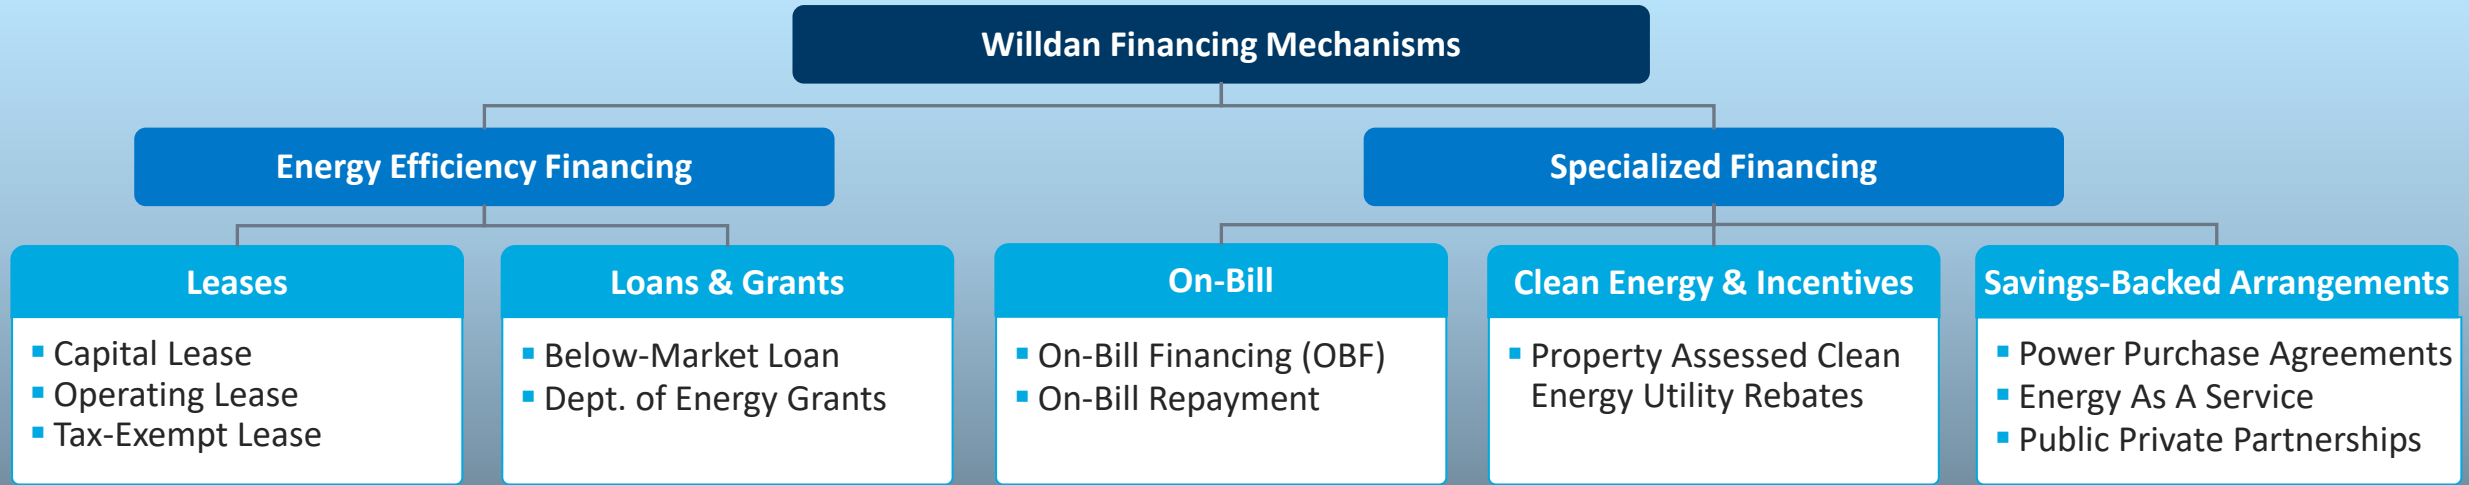 Willdan Financing Mechanisms
Energy Efficiency Financing
Specialized Financing
Leases
Capital Lease
Operating Lease
Tax-Exempt Lease
Loans & Grants
Below-Market Loan
Dept. of Energy Grants
On-Bill
On-Bill Financing (OBF)
On-Bill Repayment
Clean Energy & Incentives
Property Assessed Clean
Energy Utility Rebates
Savings-Backed Arrangements
Power Purchase Agreements
Energy As A Service
Public Private Partnerships